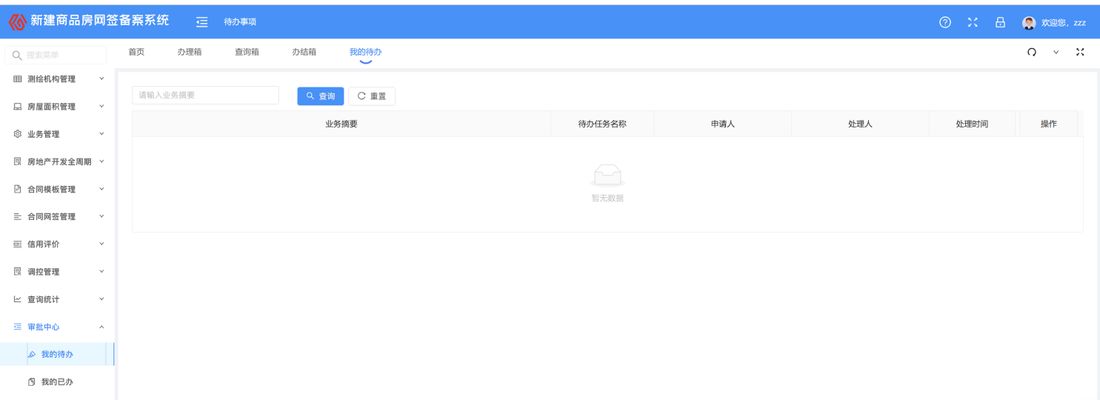 新建商品房网签备案系统
待办事项
欢迎您，zzz
搜索菜单
首页
办理箱
查询箱
办结箱
我的待办
测绘机构管理
房屋面积管理
业务管理
房地产开发全周期
合同模板管理
合同网签管理
信用评价
调控管理
查询统计
审批中心
我的待办
我的已办
请输入业务摘要
查询
重置
业务摘要
待办任务名称
申请人
处理人
处理时间
操作
暂无数据